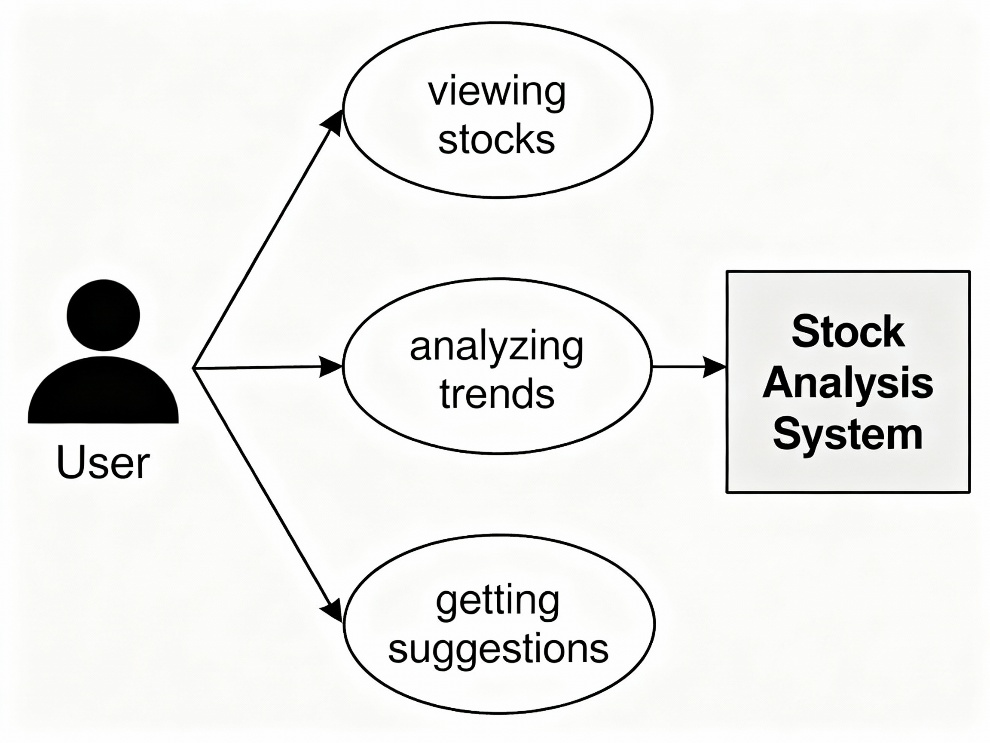 viewing
stocks
User
analyzing
trends
Stock
Analysis
System
getting
suggestions